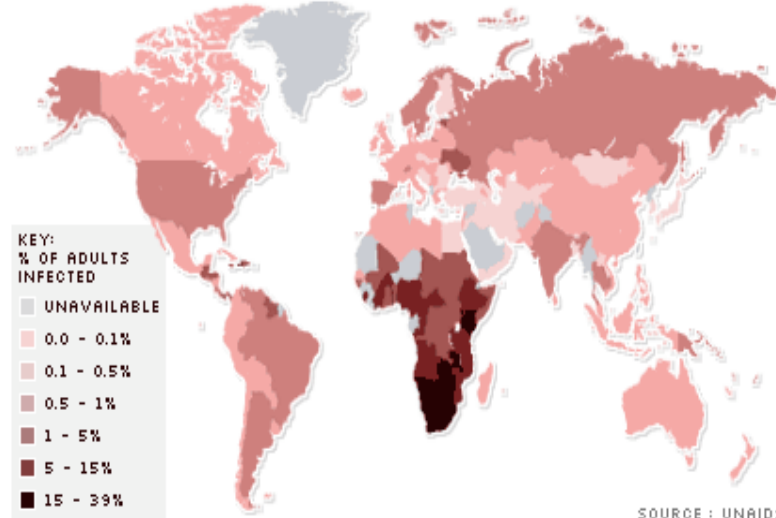 KEY:
% OF ADULTS
INFECTED
UNAVAILABLE
0.0 - 0.1%
0.1 - 0.5%
0.5 - 1%
1 - 5%
5 - 15%
15 - 39%
SOURCE : UNAIDS